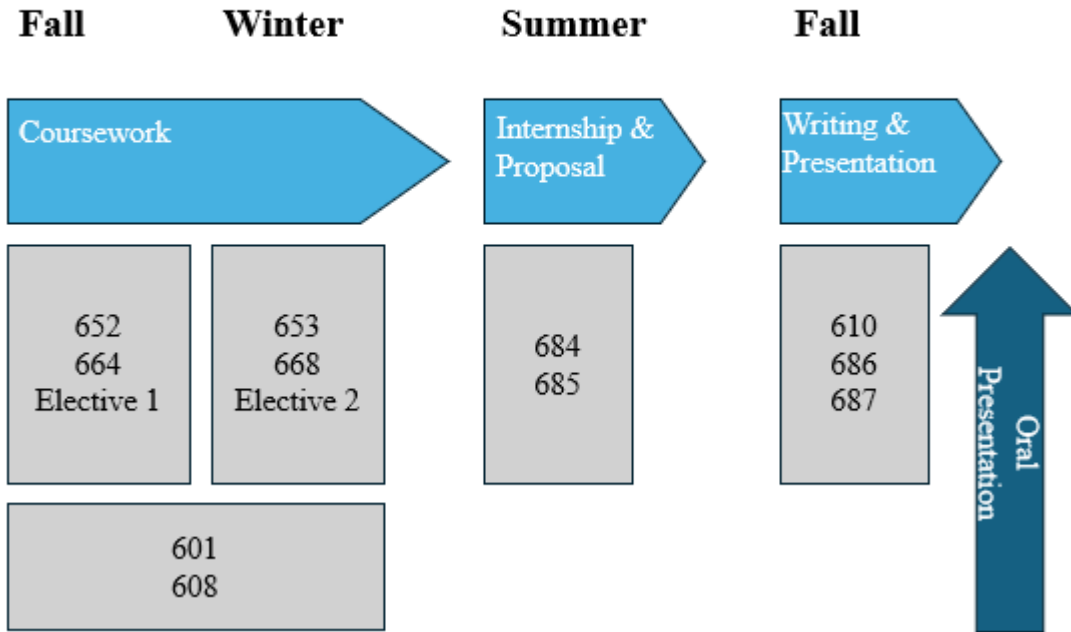 Fall
Winter
Summer
Fall
Coursework
Internship &
Proposal
Writing &
Presentation
652
664
Elective 1
653
668
Elective 2
684
685
610
686
687
Oral
Presentation
601
608